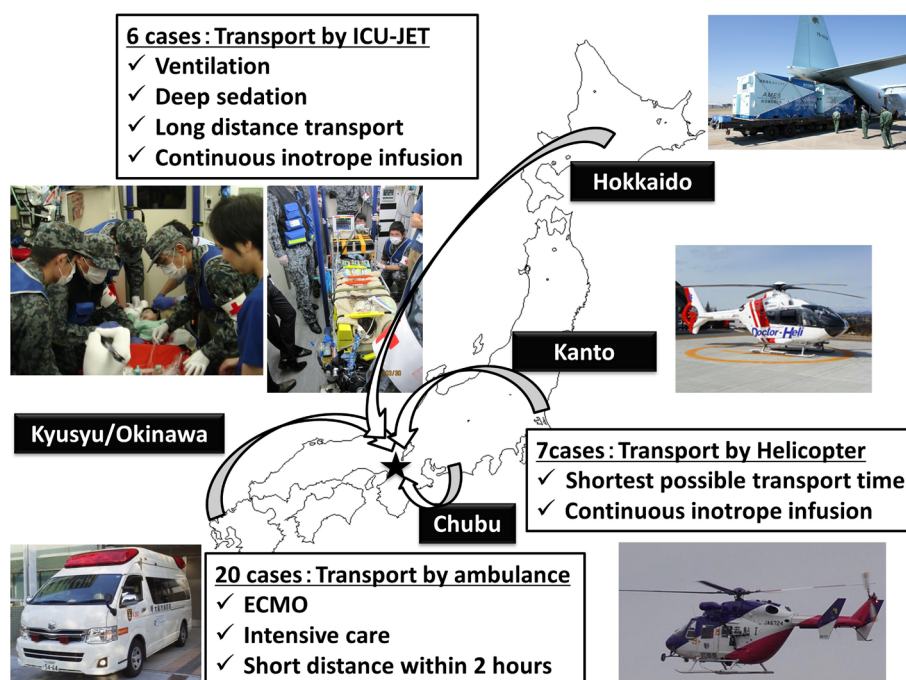 6 cases : Transport by ICU-JET
✓ Ventilation
✓ Deep sedation
✓ Long distance transport
✓ Continuous inotrope infusion
Hokkaido
Doctor-Heli
Kanto
Kyusyu/Okinawa
7cases : Transport by Helicopter
✓ Shortest possible transport time
✓ Continuous inotrope infusion
Chubu
20 cases : Transport by ambulance
✓ ECMO
✓ Intensive care
✓ Short distance within 2 hours